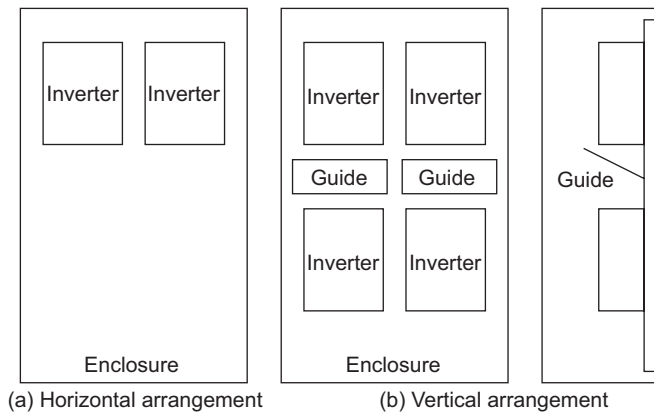 Inverter Inverter
Enclosure
(a) Horizontal arrangement
Inverter Inverter
Guide Guide
Inverter Inverter
Enclosure
Guide
(b) Vertical arrangement